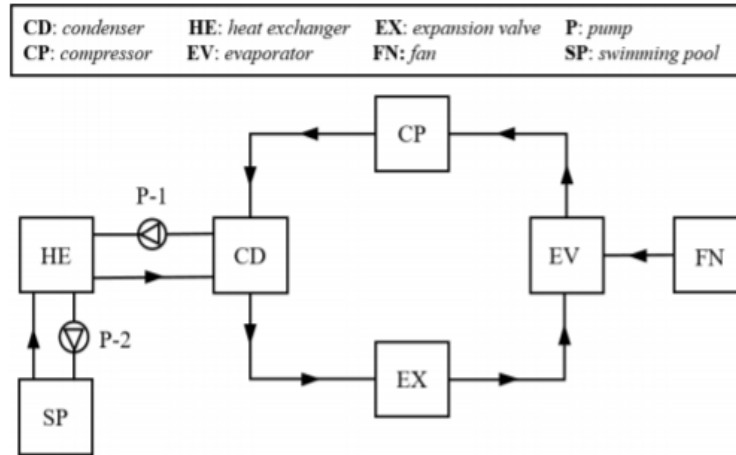 CD: condenser HE: heat exchanger EX: expansion valve P: pump
CP: compressor EV: evaporator FN: fan SP: swimming pool
CP
P-1
HE CD EV FN
P-2
EX
SP